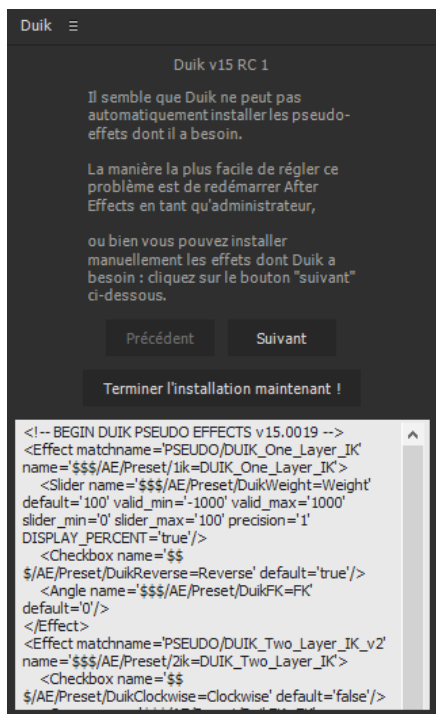 Duik ≡
Duik v15 RC 1
Il semble que Duik ne peut pas
automatiquement installer les pseudo-
effets dont il a besoin.
La manière la plus facile de régler ce
problème est de redémarrer After
Effects en tant qu'administrateur,
ou bien vous pouvez installer
manuellement les effets dont Duik a
besoin : cliquez sur le bouton "suivant"
ci-dessous.
Précédent Suivant
Terminer l'installation maintenant !
<!-- BEGIN DUIK PSEUDO EFFECTS v15.0019 -->
<Effect matchname='PSEUDO/DUIK_One_Layer_IK'
name='$$$/AE/Preset/1ik=DUIK_One_Layer_IK'>
<Slider name='$$$/AE/Preset/DuikWeight=Weight'
default='100' valid_min='-1000' valid_max='1000'
slider_min='0' slider_max='100' precision='1'
DISPLAY_PERCENT='true'/>
<Checkbox name='$$
$/AE/Preset/DuikReverse=Reverse' default='true'/>
<Angle name='$$$/AE/Preset/DuikFK=FK'
default='0'/>
</Effect>
<Effect matchname='PSEUDO/DUIK_Two_Layer_IK_v2'
name='$$$/AE/Preset/2ik=DUIK_Two_Layer_IK'>
<Checkbox name='$$
$/AE/Preset/DuikClockwise=Clockwise' default='false'/>